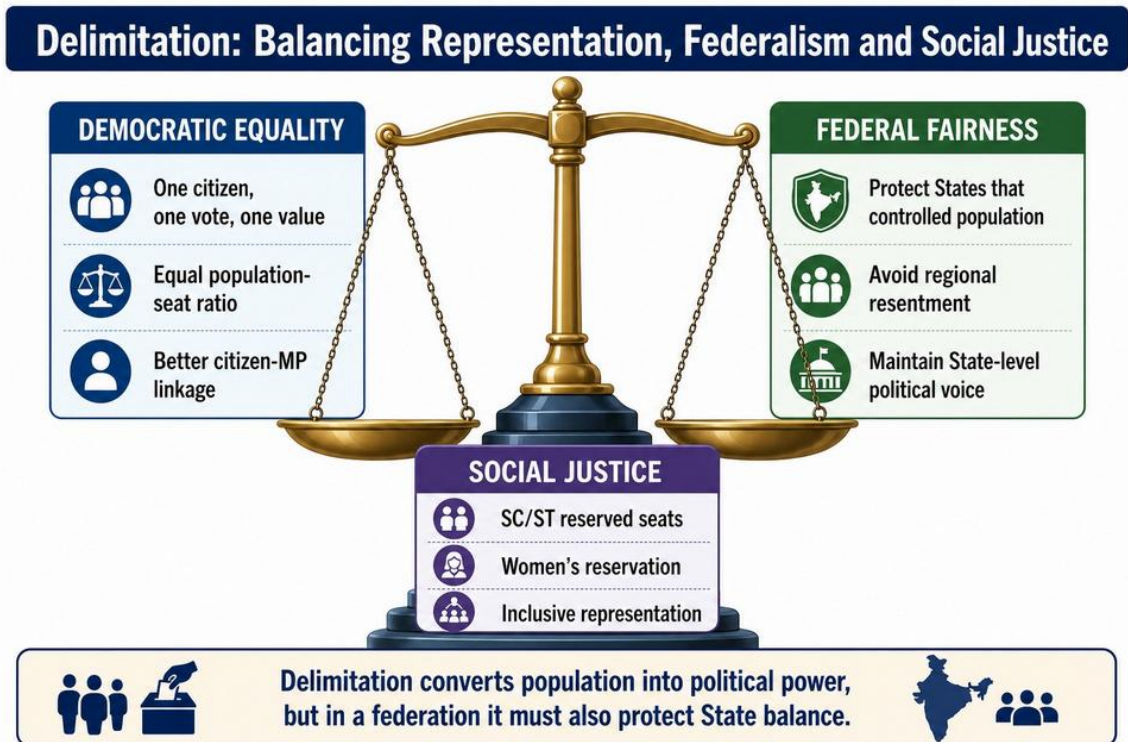 Delimitation: Balancing Representation, Federalism and Social Justice
DEMOCRATIC EQUALITY
One citizen,
one vote, one value
Equal population-
seat ratio
Better citizen-MP
linkage
FEDERAL FAIRNESS
Protect States that
controlled population
Avoid regional
resentment
Maintain State-level
political voice
SOCIAL JUSTICE
SC/ST reserved seats
Women's reservation
Inclusive representation
Delimitation converts population into political power,
but in a federation it must also protect State balance.